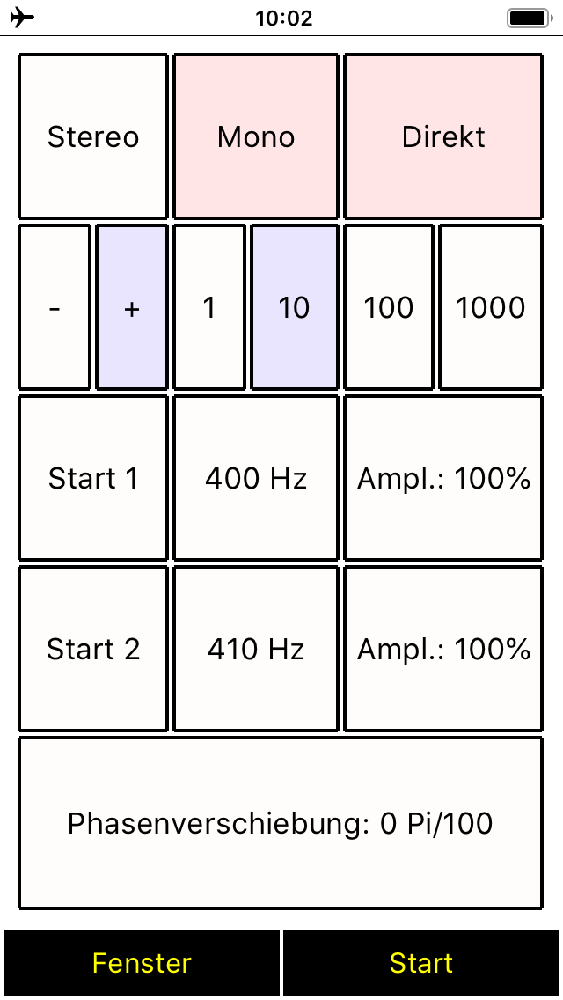 10:02
Stereo Mono Direkt
- + 1 10 100 1000
Start 1 400 Hz Ampl.: 100%
Start 2 410 Hz Ampl.: 100%
Phasenverschiebung: 0 Pi/100
Fenster Start